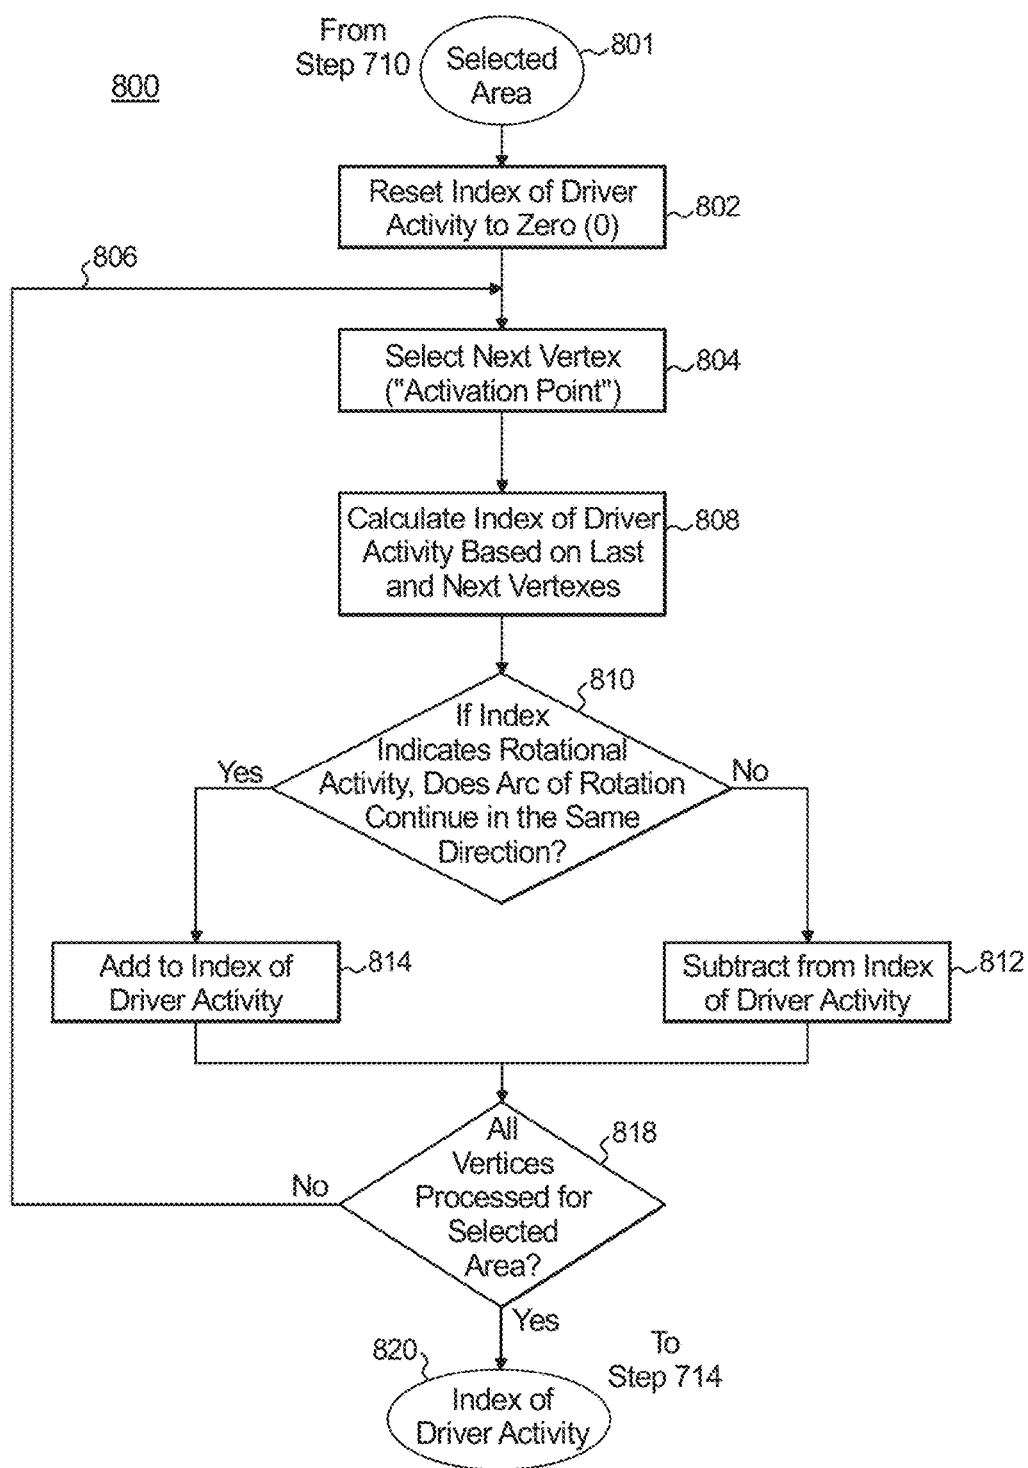 From
Step 710
801
Selected
Area
800
Reset Index of Driver
Activity to Zero (0)
802
806
Select Next Vertex
("Activation Point")
804
Calculate Index of Driver
Activity Based on Last
and Next Vertexes
808
810
If Index
Indicates Rotational
Activity, Does Arc of Rotation
Continue in the Same
Direction?
Yes
No
Add to Index of
Driver Activity
814
Subtract from Index
of Driver Activity
812
818
All
Vertices
Processed for
Selected
Area?
No
Yes
820
To
Step 714
Index of
Driver Activity